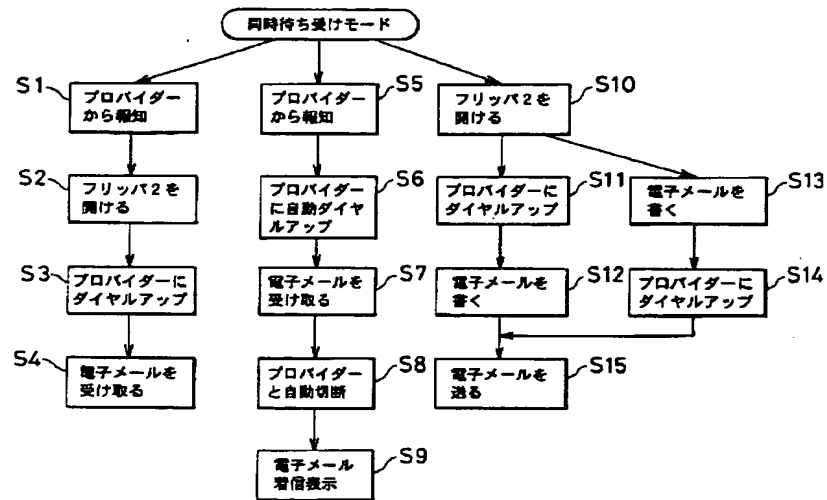 同時待ち受けモード
S1
プロバイダー
から報知
S2
フリッパ2を
開ける
S3
プロバイダーに
ダイヤルアップ
S4
電子メールを
受け取る
S5
プロバイダー
から報知
S6
プロバイダー
に自動ダイヤ
ルアップ
S7
電子メールを
受け取る
S8
プロバイダー
と自動切断
S9
電子メール
着信表示
S10
フリッパ2を
開ける
S11
プロバイダーに
ダイヤルアップ
S12
電子メールを
書く
S13
電子メールを
書く
S14
プロバイダーに
ダイヤルアップ
S15
電子メールを
送る